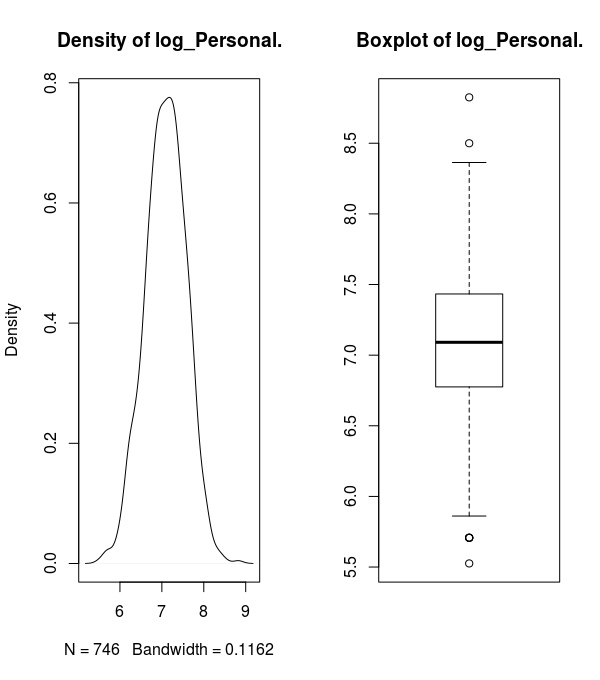 Density of log_Personal.
Density
0.8
0.6
0.4
0.2
0.0
6 7 8 9
N = 746 Bandwidth = 0.1162
Boxplot of log_Personal.
8.5
8.0
7.5
7.0
6.5
6.0
5.5